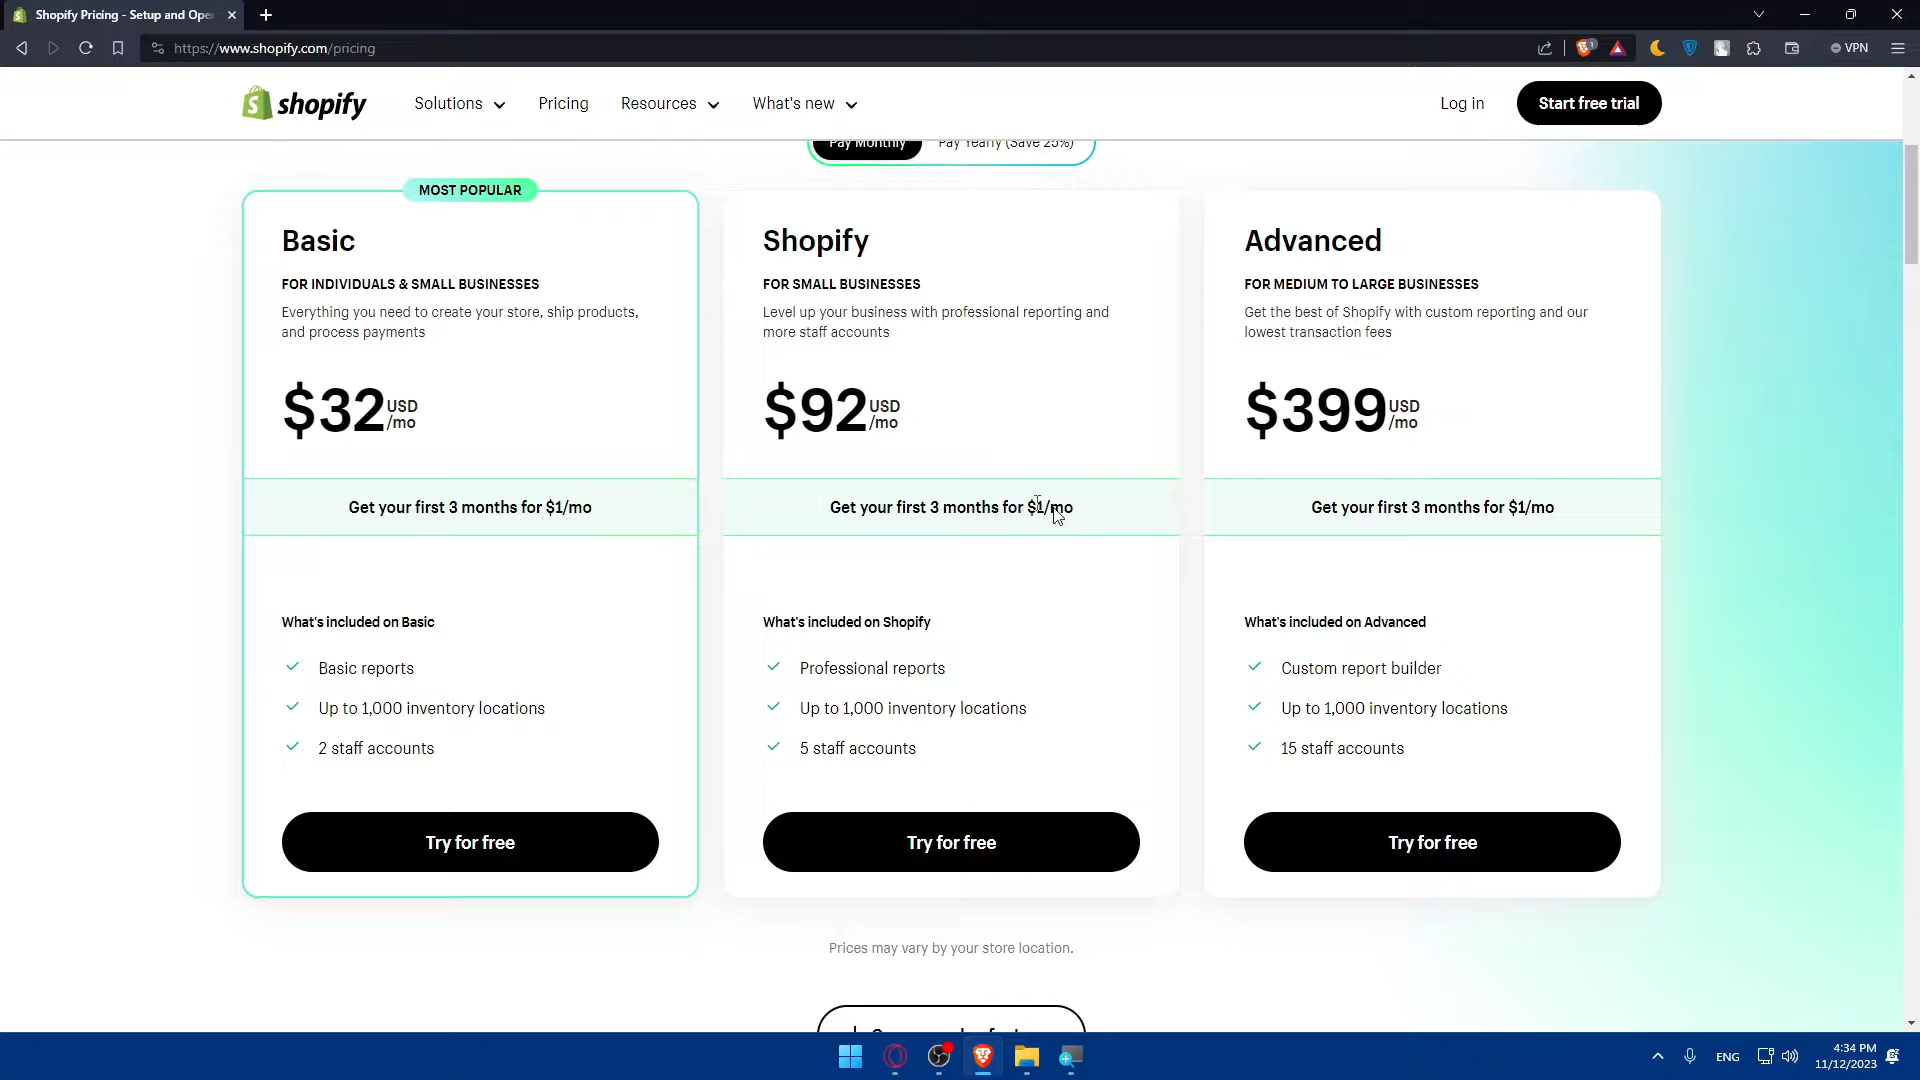 Shopify Pricing - Setup and Ope
https://www.shopify.com/pricing
VPN
shopify
Solutions
Pricing
Resources
What's new
Log in
Start free trial
Pay Monthly
Pay Yearly (Save 25%)
MOST POPULAR
Basic
FOR INDIVIDUALS & SMALL BUSINESSES
Everything you need to create your store, ship products,
and process payments
$32 USD
/mo
Get your first 3 months for $1/mo
What's included on Basic
Basic reports
Up to 1,000 inventory locations
2 staff accounts
Try for free
Shopify
FOR SMALL BUSINESSES
Level up your business with professional reporting and
more staff accounts
$92 USD
/mo
Get your first 3 months for $1/mo
What's included on Shopify
Professional reports
Up to 1,000 inventory locations
5 staff accounts
Try for free
Advanced
FOR MEDIUM TO LARGE BUSINESSES
Get the best of Shopify with custom reporting and our
lowest transaction fees
$399 USD
/mo
Get your first 3 months for $1/mo
What's included on Advanced
Custom report builder
Up to 1,000 inventory locations
15 staff accounts
Try for free
Prices may vary by your store location.
ENG
4:34 PM
11/12/2023